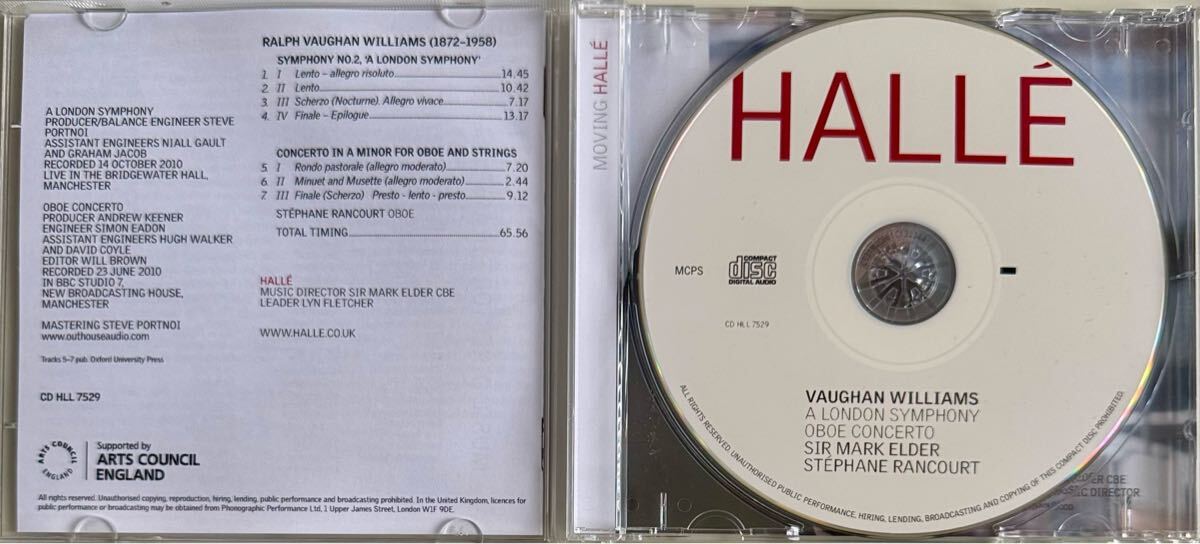 A LONDON SYMPHONY
PRODUCER/BALANCE ENGINEER STEVE
PORTNOI
ASSISTANT ENGINEERS NIALL GAULT
AND GRAHAM JACOB
RECORDED 14 OCTOBER 2010
LIVE IN THE BRIDGEWATER HALL,
MANCHESTER
OBOE CONCERTO
PRODUCER ANDREW KEENER
ENGINEER SIMON EADON
ASSISTANT ENGINEERS HUGH WALKER
AND DAVID COYLE
EDITOR WILL BROWN
RECORDED 23 JUNE 2010
IN BBC STUDIO 7,
NEW BROADCASTING HOUSE,
MANCHESTER
MASTERING STEVE PORTNOI
www.outhouseaudio.com
Tracks 5–7 pub. Oxford University Press
CD HLL 7529
ARTS COUNCIL
ENGLAND
Supported by
ARTS COUNCIL
ENGLAND
All rights reserved. Unauthorised copying, reproduction, hiring, lending, public performance and broadcasting prohibited. In the United Kingdom, licences for
public performance or broadcasting may be obtained from Phonographic Performance Ltd, 1 Upper James Street, London W1F 9DE.
RALPH VAUGHAN WILLIAMS (1872–1958)
SYMPHONY NO.2, ‘A LONDON SYMPHONY’
1. I Lento – allegro risoluto 14.45
2. II Lento 10.42
3. III Scherzo (Nocturne). Allegro vivace 7.17
4. IV Finale – Epilogue 13.17
CONCERTO IN A MINOR FOR OBOE AND STRINGS
5. I Rondo pastorale (allegro moderato) 7.20
6. II Minuet and Musette (allegro moderato) 2.44
7. III Finale (Scherzo) Presto - lento - presto 9.12
STÉPHANE RANCOURT OBOE
TOTAL TIMING 65.56
HALLÉ
MUSIC DIRECTOR SIR MARK ELDER CBE
LEADER LYN FLETCHER
WWW.HALLE.CO.UK
MOVING HALLÉ
HALLÉ
MCPS
COMPACT
disc
DIGITAL AUDIO
CD HLL 7529
VAUGHAN WILLIAMS
A LONDON SYMPHONY
OBOE CONCERTO
SIR MARK ELDER
STÉPHANE RANCOURT
ALL RIGHTS RESERVED. UNAUTHORISED PUBLIC PERFORMANCE, HIRING, LENDING, BROADCASTING AND COPYING OF THIS COMPACT DISC PROHIBITED.
CBE
DIRECTOR